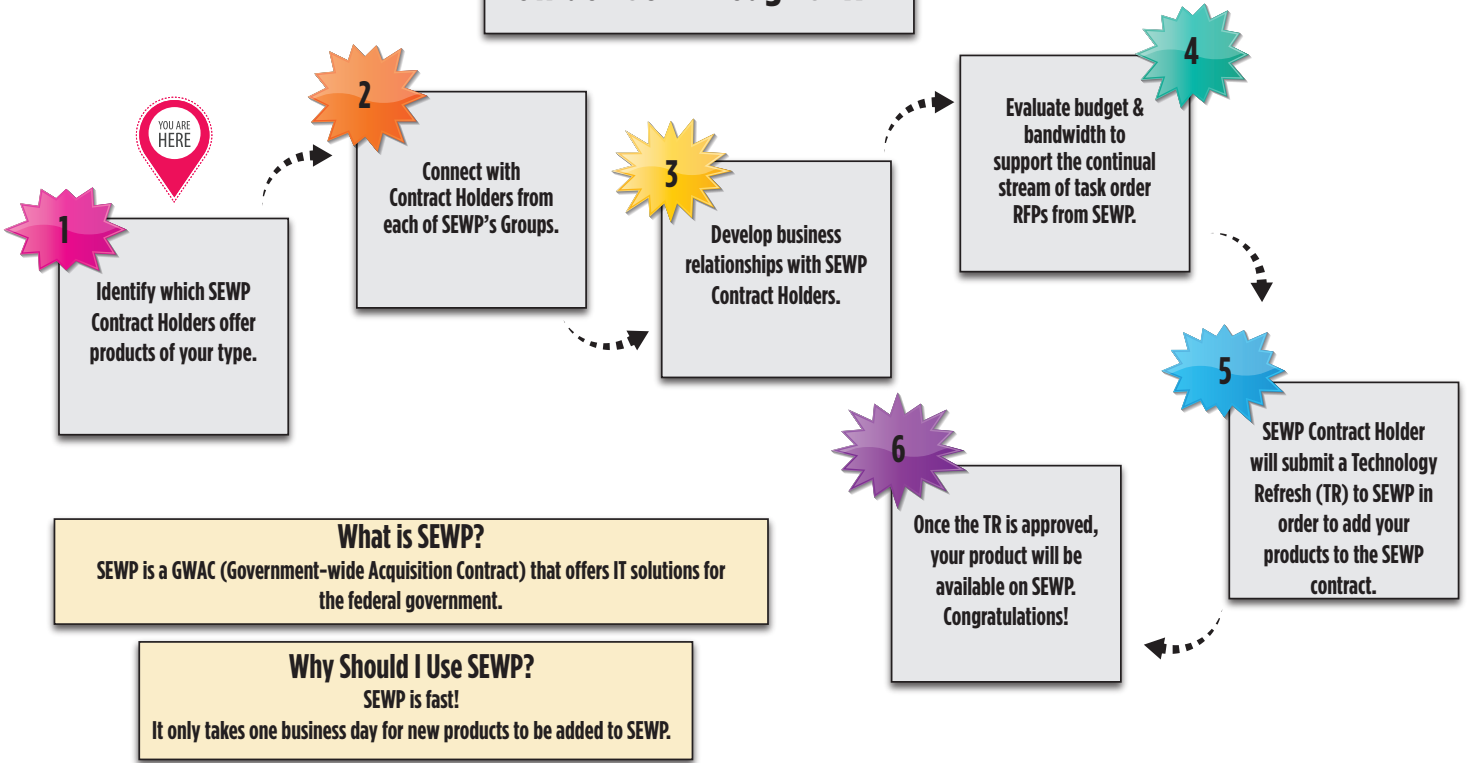 YOU ARE
HERE
1
Identify which SEWP
Contract Holders offer
products of your type.
2
Connect with
Contract Holders from
each of SEWP's Groups.
3
Develop business
relationships with SEWP
Contract Holders.
4
Evaluate budget &
bandwidth to
support the continual
stream of task order
RFPs from SEWP.
5
SEWP Contract Holder
will submit a Technology
Refresh (TR) to SEWP in
order to add your
products to the SEWP
contract.
6
Once the TR is approved,
your product will be
available on SEWP.
Congratulations!
What is SEWP?
SEWP is a GWAC (Government-wide Acquisition Contract) that offers IT solutions for
the federal government.
Why Should I Use SEWP?
SEWP is fast!
It only takes one business day for new products to be added to SEWP.